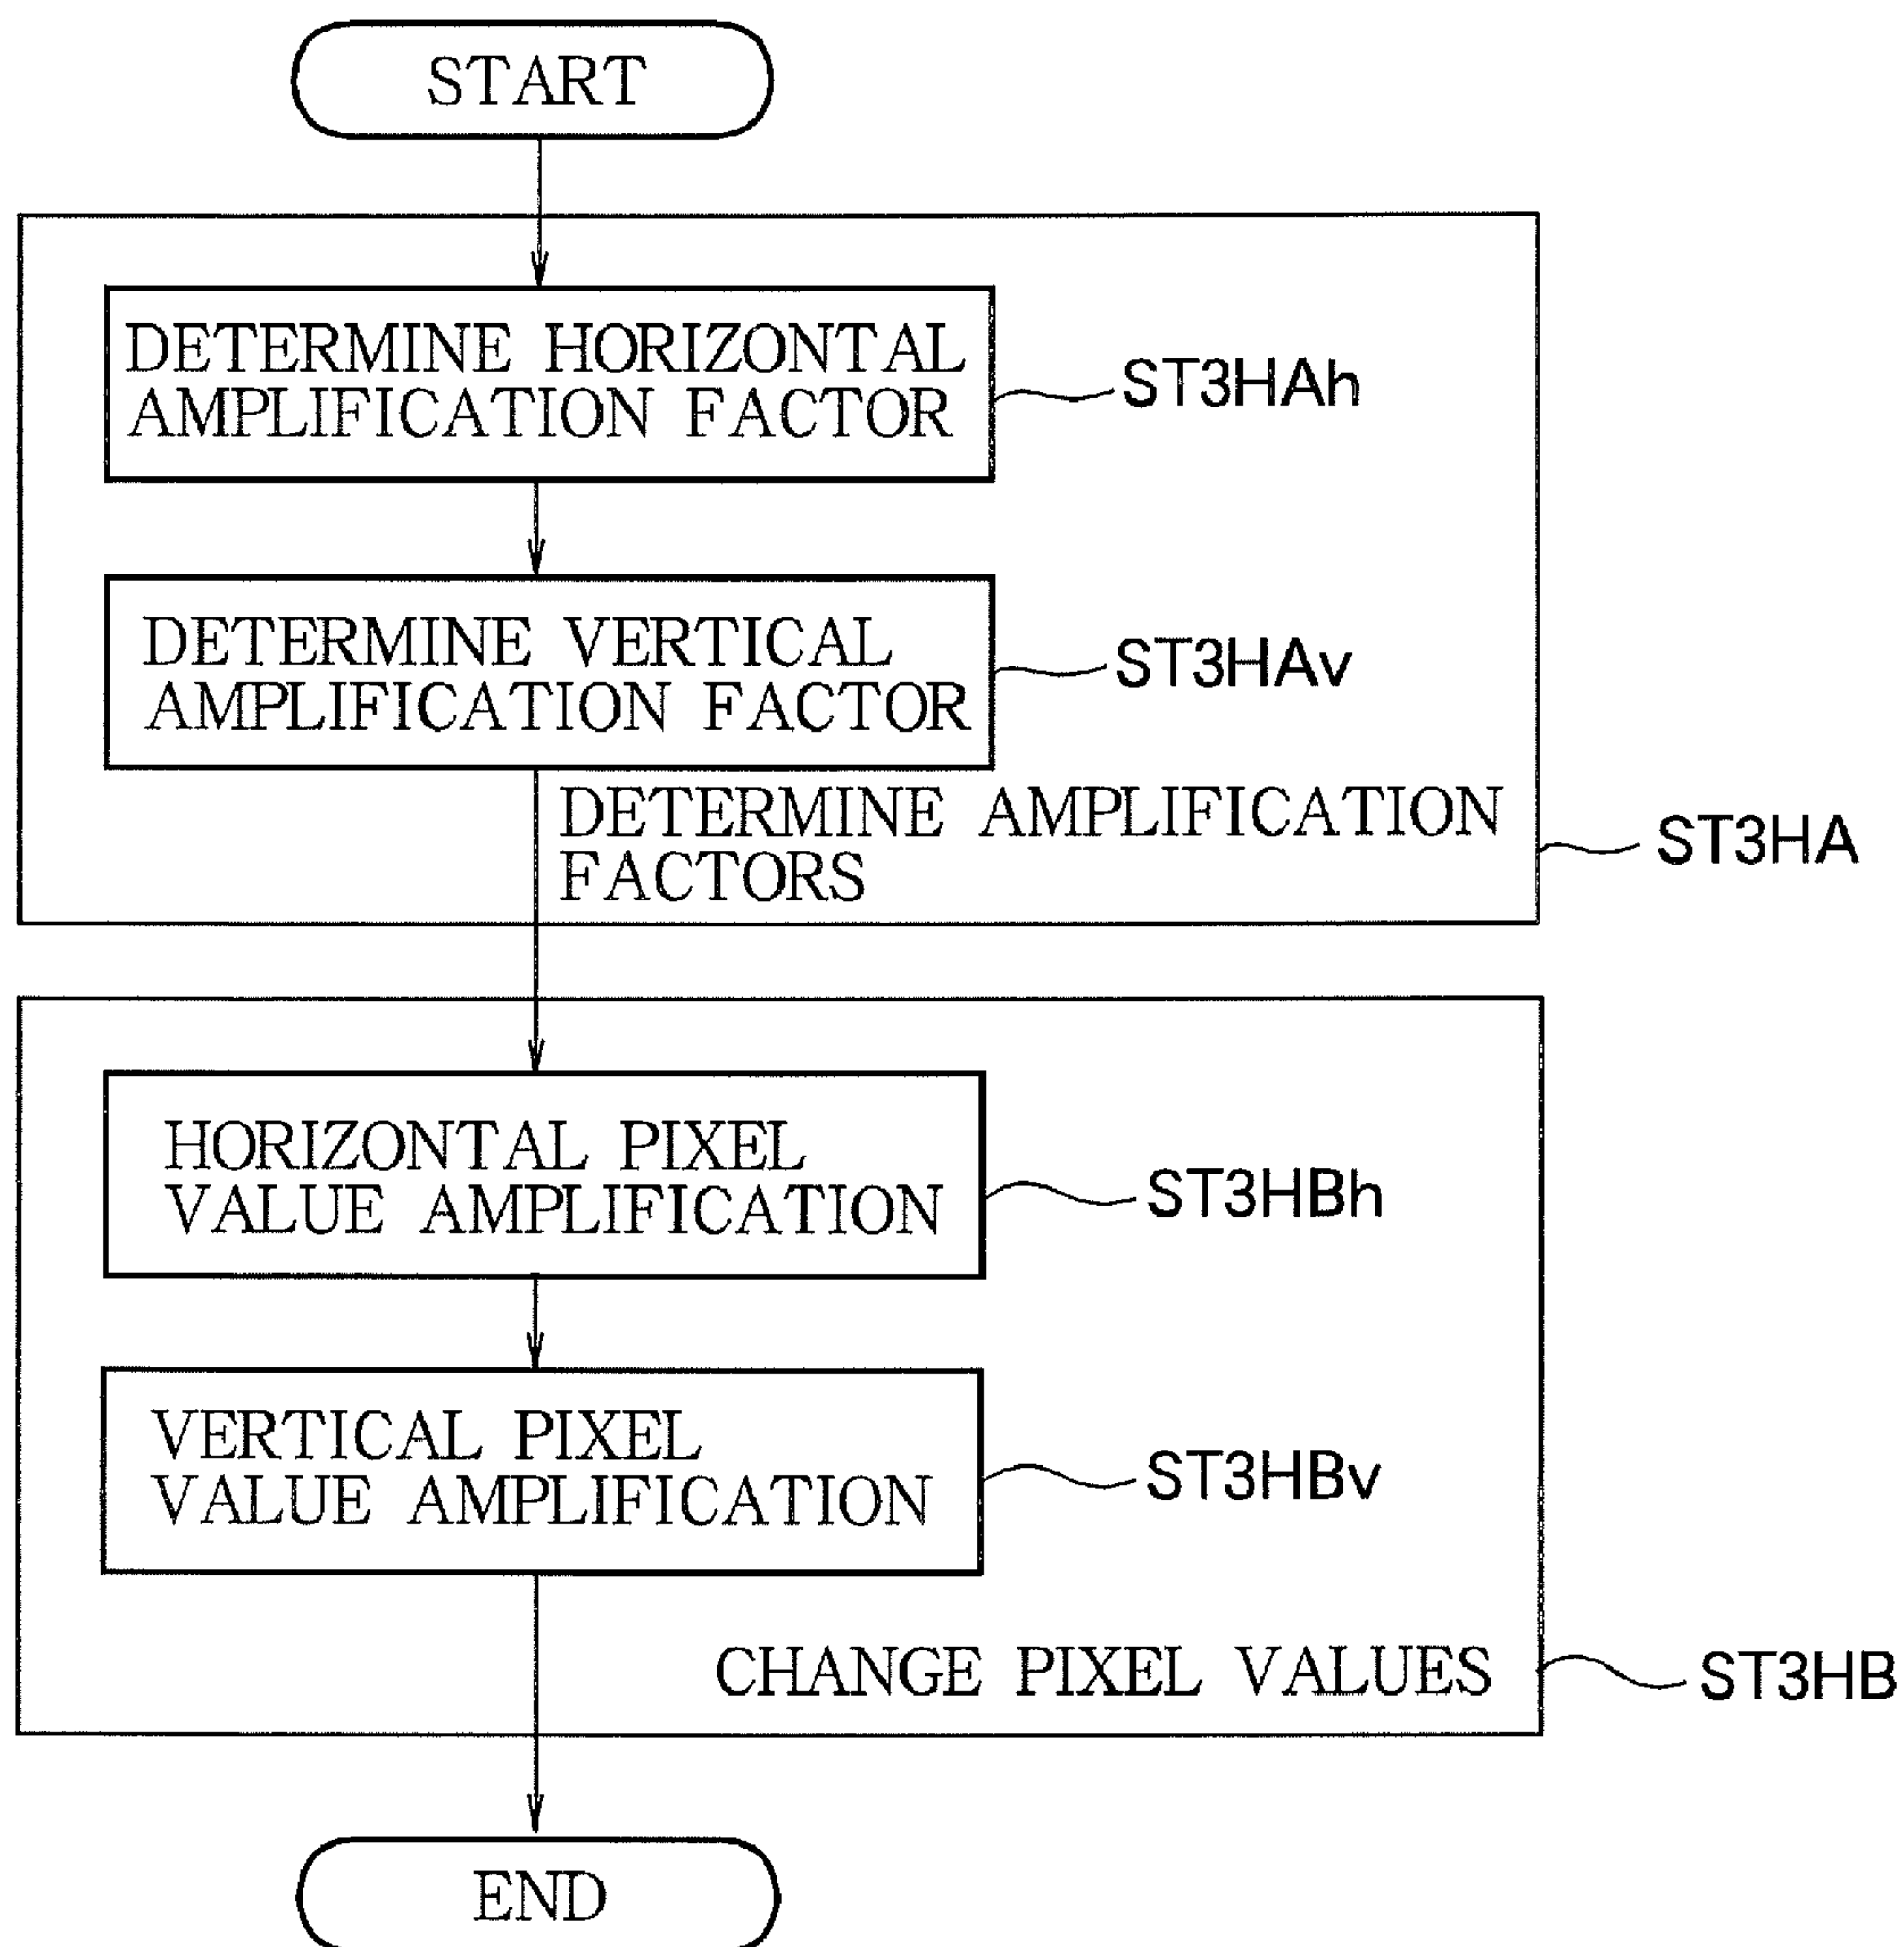 START
DETERMINE HORIZONTAL
AMPLIFICATION FACTOR
ST3HAh
DETERMINE VERTICAL
AMPLIFICATION FACTOR
ST3HAv
DETERMINE AMPLIFICATION
FACTORS
ST3HA
HORIZONTAL PIXEL
VALUE AMPLIFICATION
ST3HBh
VERTICAL PIXEL
VALUE AMPLIFICATION
ST3HBv
CHANGE PIXEL VALUES
ST3HB
END